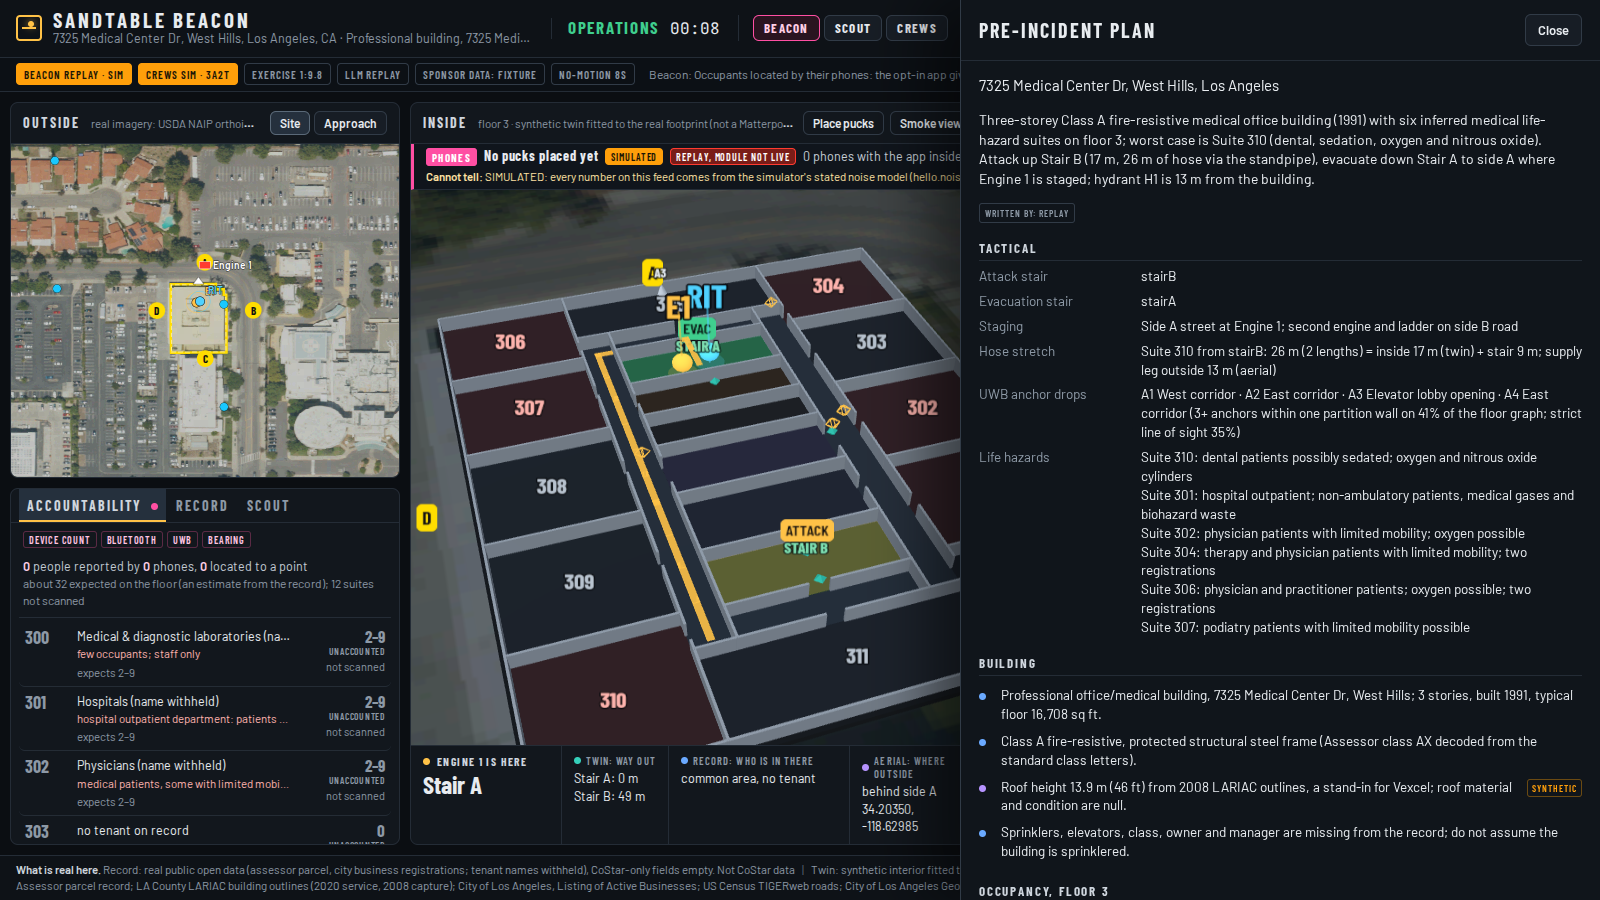 SANDTABLE BEACON
7325 Medical Center Dr, West Hills, Los Angeles, CA · Professional building, 7325 Medi...
OPERATIONS 00:08
BEACON
SCOUT
CREWS
BEACON REPLAY · SIM
CREWS SIM · 3A2T
EXERCISE 1:9.8
LLM REPLAY
SPONSOR DATA: FIXTURE
NO-MOTION 8S
Beacon: Occupants located by their phones: the opt-in app gi
OUTSIDE
real imagery: USDA NAIP orthoi...
Site
Approach
Engine 1
D
B
C
ACCOUNTABILITY
RECORD
SCOUT
DEVICE COUNT
BLUETOOTH
UWB
BEARING
0 people reported by 0 phones, 0 located to a point
about 32 expected on the floor (an estimate from the record); 12 suites
not scanned
300
Medical & diagnostic laboratories (na...
few occupants; staff only
expects 2–9
2–9
UNACCOUNTED
not scanned
301
Hospitals (name withheld)
hospital outpatient department: patients ...
expects 2–9
2–9
UNACCOUNTED
not scanned
302
Physicians (name withheld)
medical patients, some with limited mobi...
expects 2–9
2–9
UNACCOUNTED
not scanned
303
no tenant on record
0
INSIDE
floor 3 · synthetic twin fitted to the real footprint (not a Matterpo...
Place pucks
Smoke view
PHONES
No pucks placed yet
SIMULATED
REPLAY, MODULE NOT LIVE
0 phones with the app inside
Cannot tell: SIMULATED: every number on this feed comes from the simulator's stated noise model (hello.nois
A3
304
RIT
E1
306
EVAC
STAIR A
303
307
302
308
D
ATTACK
STAIR B
309
311
310
ENGINE 1 IS HERE
Stair A
TWIN: WAY OUT
Stair A: 0 m
Stair B: 49 m
RECORD: WHO IS IN THERE
common area, no tenant
AERIAL: WHERE
OUTSIDE
behind side A
34.20350,
-118.62985
What is real here. Record: real public open data (assessor parcel, city business registrations; tenant names withheld), CoStar-only fields empty. Not CoStar data | Twin: synthetic interior fitted t
Assessor parcel record; LA County LARIAC building outlines (2020 service, 2008 capture); City of Los Angeles, Listing of Active Businesses; US Census TIGERweb roads; City of Los Angeles Geo
PRE-INCIDENT PLAN
Close
7325 Medical Center Dr, West Hills, Los Angeles
Three-storey Class A fire-resistive medical office building (1991) with six inferred medical life-
hazard suites on floor 3; worst case is Suite 310 (dental, sedation, oxygen and nitrous oxide).
Attack up Stair B (17 m, 26 m of hose via the standpipe), evacuate down Stair A to side A where
Engine 1 is staged; hydrant H1 is 13 m from the building.
WRITTEN BY: REPLAY
TACTICAL
Attack stair
stairB
Evacuation stair
stairA
Staging
Side A street at Engine 1; second engine and ladder on side B road
Hose stretch
Suite 310 from stairB: 26 m (2 lengths) = inside 17 m (twin) + stair 9 m; supply
leg outside 13 m (aerial)
UWB anchor drops
A1 West corridor · A2 East corridor · A3 Elevator lobby opening · A4 East
corridor (3+ anchors within one partition wall on 41% of the floor graph; strict
line of sight 35%)
Life hazards
Suite 310: dental patients possibly sedated; oxygen and nitrous oxide
cylinders
Suite 301: hospital outpatient; non-ambulatory patients, medical gases and
biohazard waste
Suite 302: physician patients with limited mobility; oxygen possible
Suite 304: therapy and physician patients with limited mobility; two
registrations
Suite 306: physician and practitioner patients; oxygen possible; two
registrations
Suite 307: podiatry patients with limited mobility possible
BUILDING
Professional office/medical building, 7325 Medical Center Dr, West Hills; 3 stories, built 1991, typical
floor 16,708 sq ft.
Class A fire-resistive, protected structural steel frame (Assessor class AX decoded from the
standard class letters).
Roof height 13.9 m (46 ft) from 2008 LARIAC outlines, a stand-in for Vexcel; roof material
and condition are null.
SYNTHETIC
Sprinklers, elevators, class, owner and manager are missing from the record; do not assume the
building is sprinklered.
OCCUPANCY, FLOOR 3